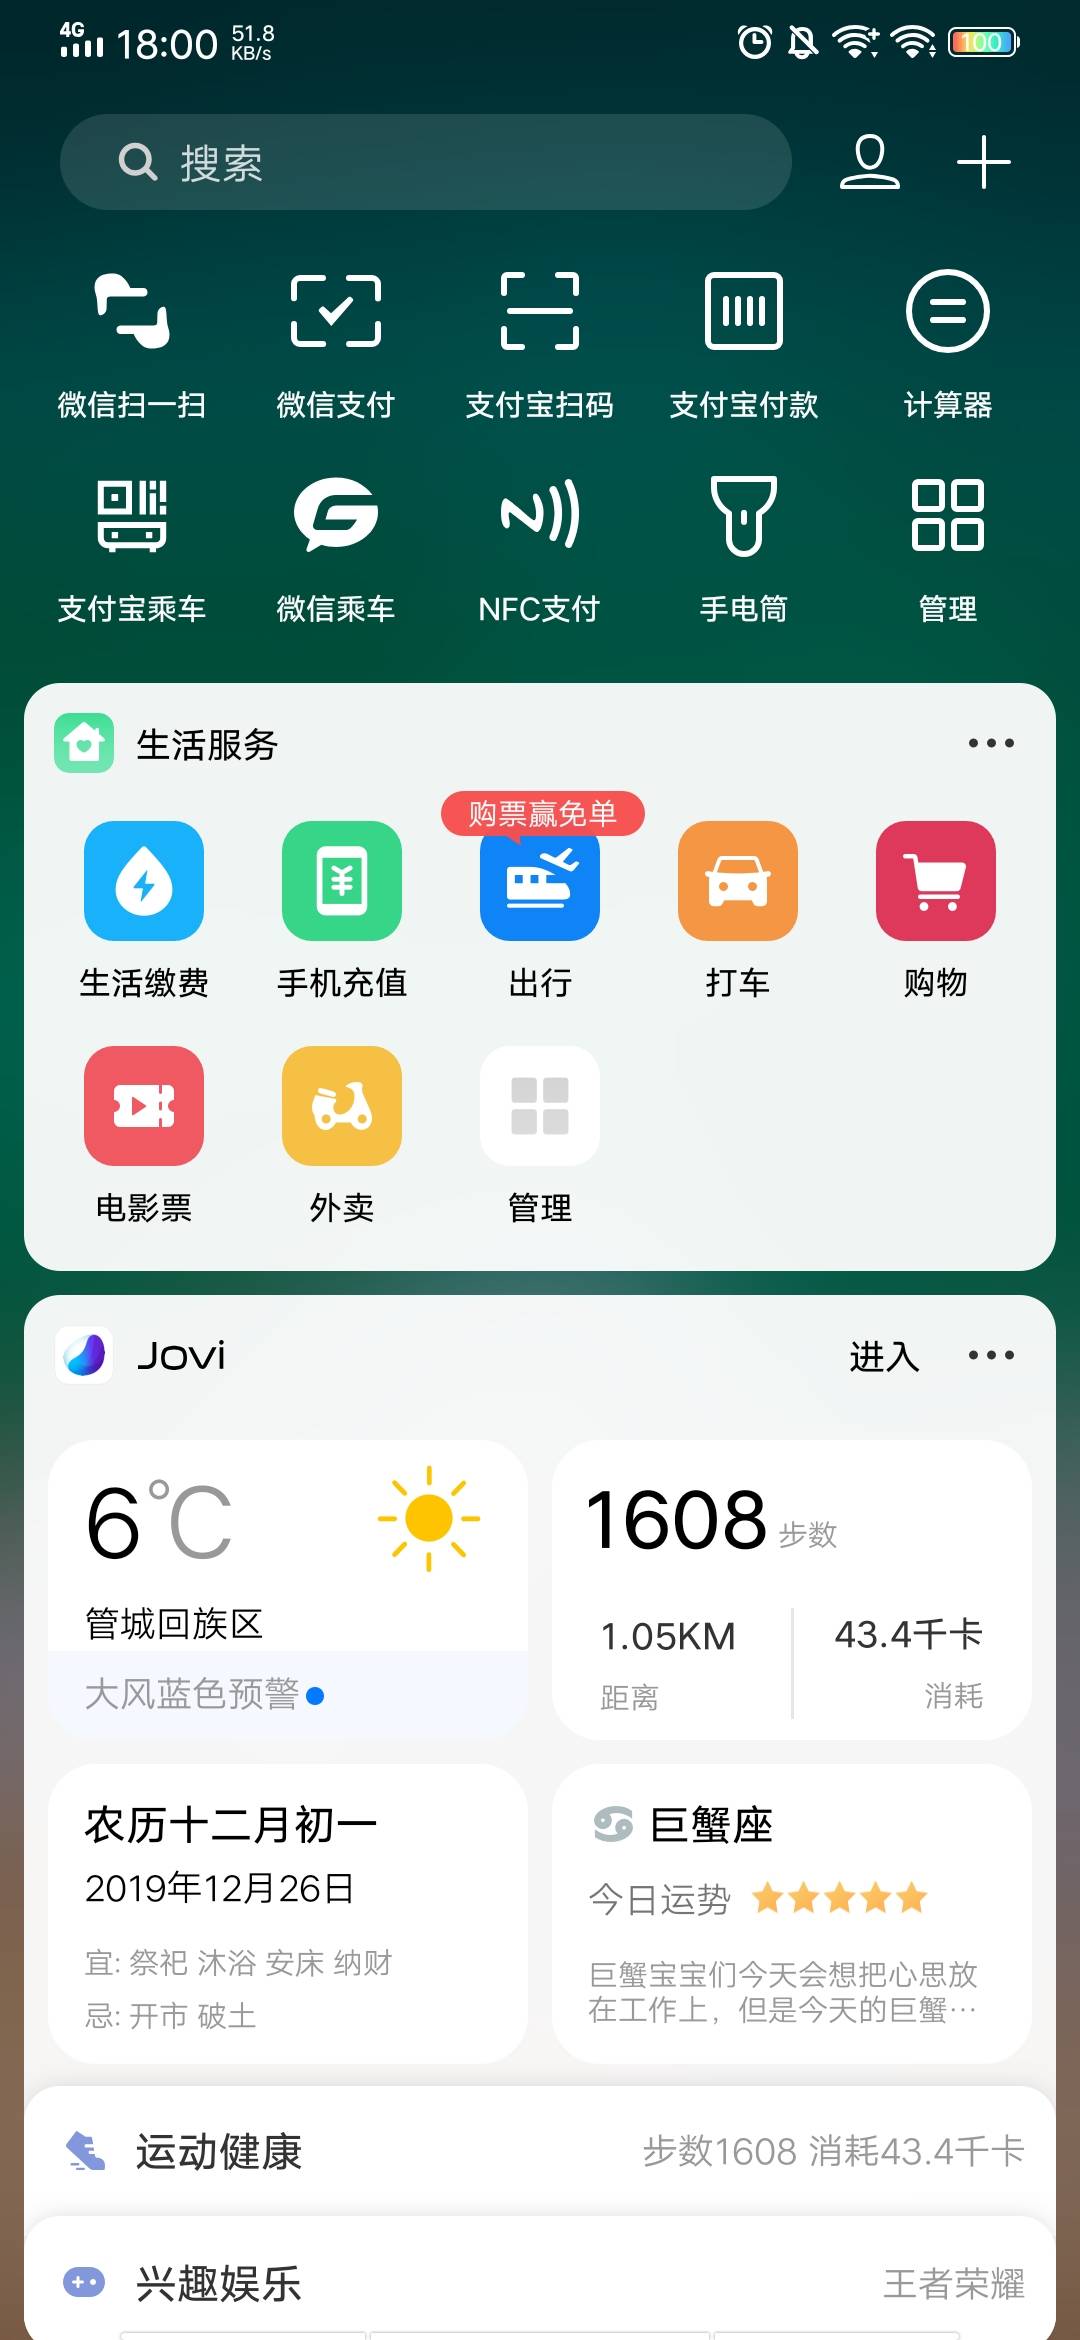 4G 18:00 51.8 KB/s 100
搜索
微信扫一扫 微信支付 支付宝扫码 支付宝付款 计算器
支付宝乘车 微信乘车 NFC支付 手电筒 管理
生活服务
购票赢免单
生活缴费 手机充值 出行 打车 购物
电影票 外卖 管理
Jovi 进入
6℃
管城回族区
大风蓝色预警
1608 步数
1.05KM 43.4千卡
距离 消耗
农历十二月初一
2019年12月26日
宜: 祭祀 沐浴 安床 纳财
忌: 开市 破土
巨蟹座
今日运势
巨蟹宝宝们今天会想把心思放
在工作上，但是今天的巨蟹…
运动健康 步数1608 消耗43.4千卡
兴趣娱乐 王者荣耀